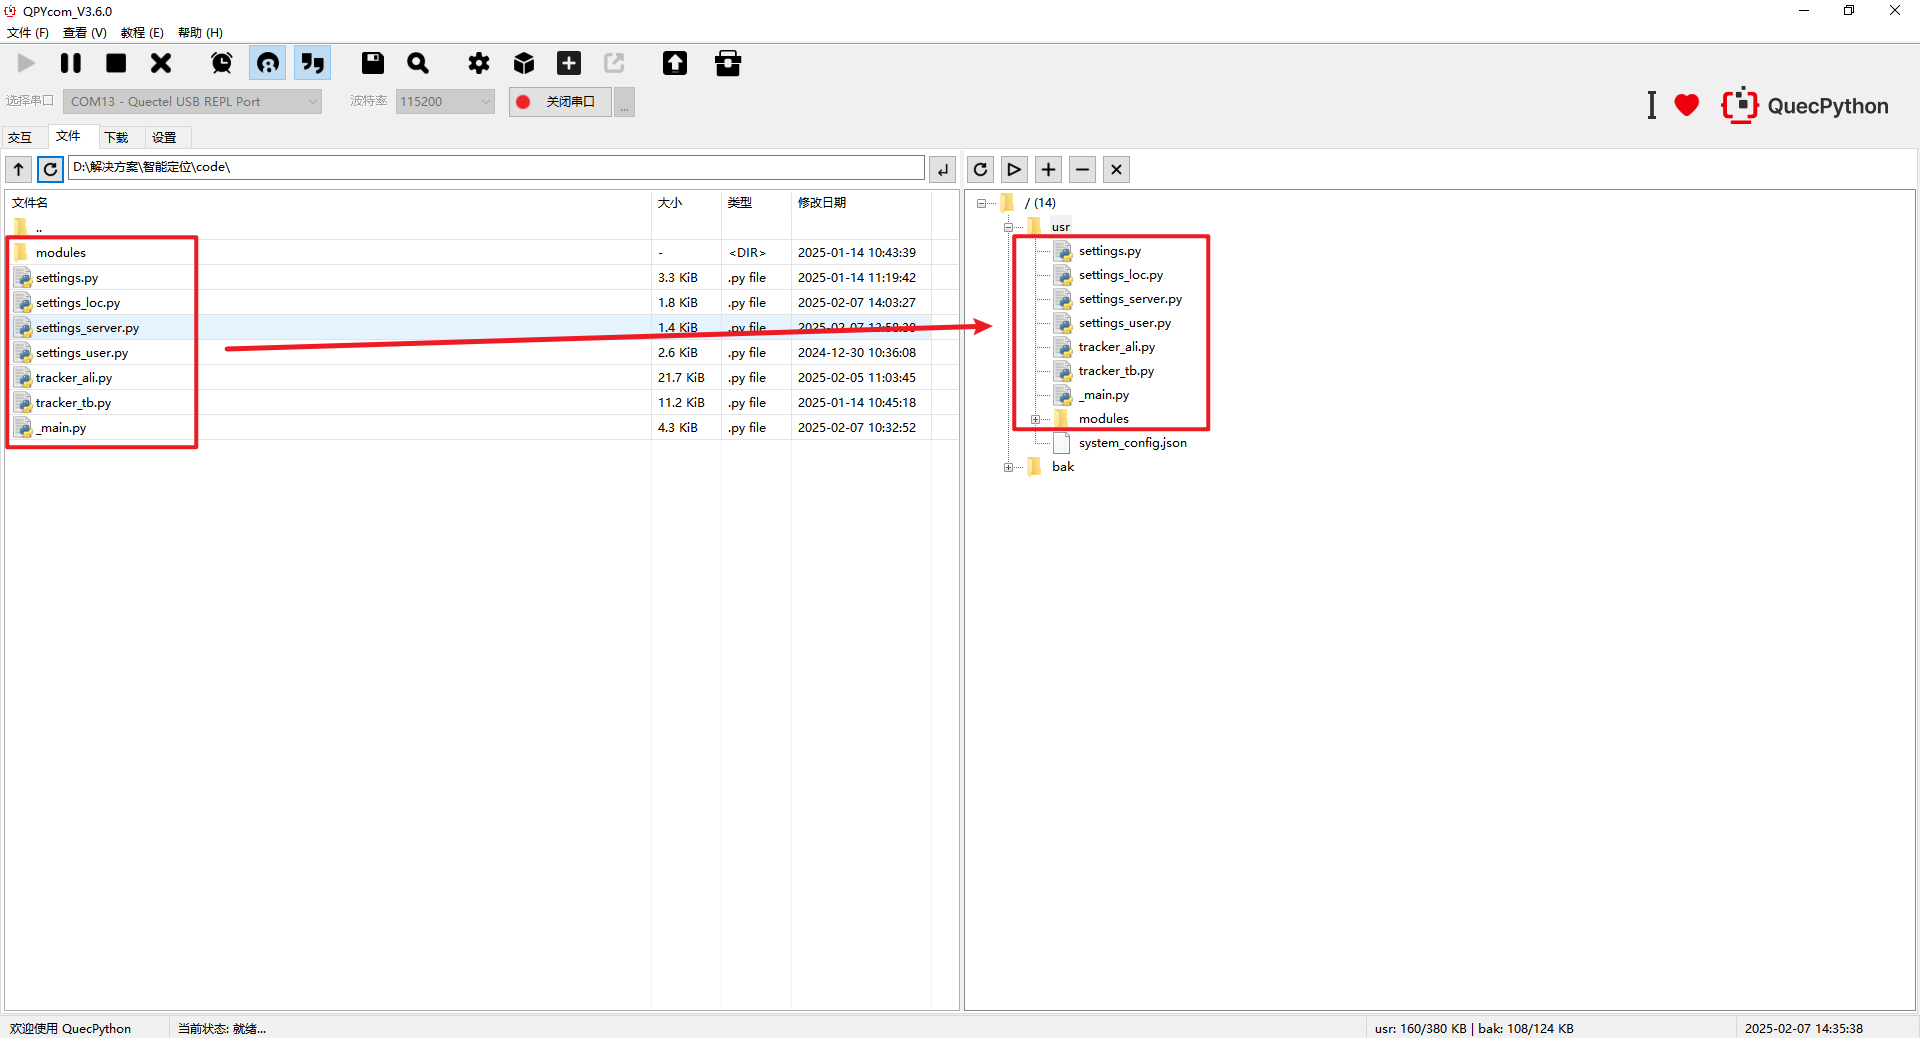 QPYcom_V3.6.0
文件 (F) 查看 (V) 教程 (E) 帮助 (H)
选择串口 COM13 - Quectel USB REPL Port 波特率 115200 关闭串口 ...
QuecPython
交互 文件 下载 设置
D:\解决方案\智能定位\code\
文件名 大小 类型 修改日期
..
modules - <DIR> 2025-01-14 10:43:39
settings.py 3.3 KiB .py file 2025-01-14 11:19:42
settings_loc.py 1.8 KiB .py file 2025-02-07 14:03:27
settings_server.py 1.4 KiB .py file 2025-02-07
settings_user.py 2.6 KiB .py file 2024-12-30 10:36:08
tracker_ali.py 21.7 KiB .py file 2025-02-05 11:03:45
tracker_tb.py 11.2 KiB .py file 2025-01-14 10:45:18
_main.py 4.3 KiB .py file 2025-02-07 10:32:52
/ (14)
usr
settings.py
settings_loc.py
settings_server.py
settings_user.py
tracker_ali.py
tracker_tb.py
_main.py
modules
system_config.json
bak
欢迎使用 QuecPython 当前状态: 就绪... usr: 160/380 KB | bak: 108/124 KB 2025-02-07 14:35:38